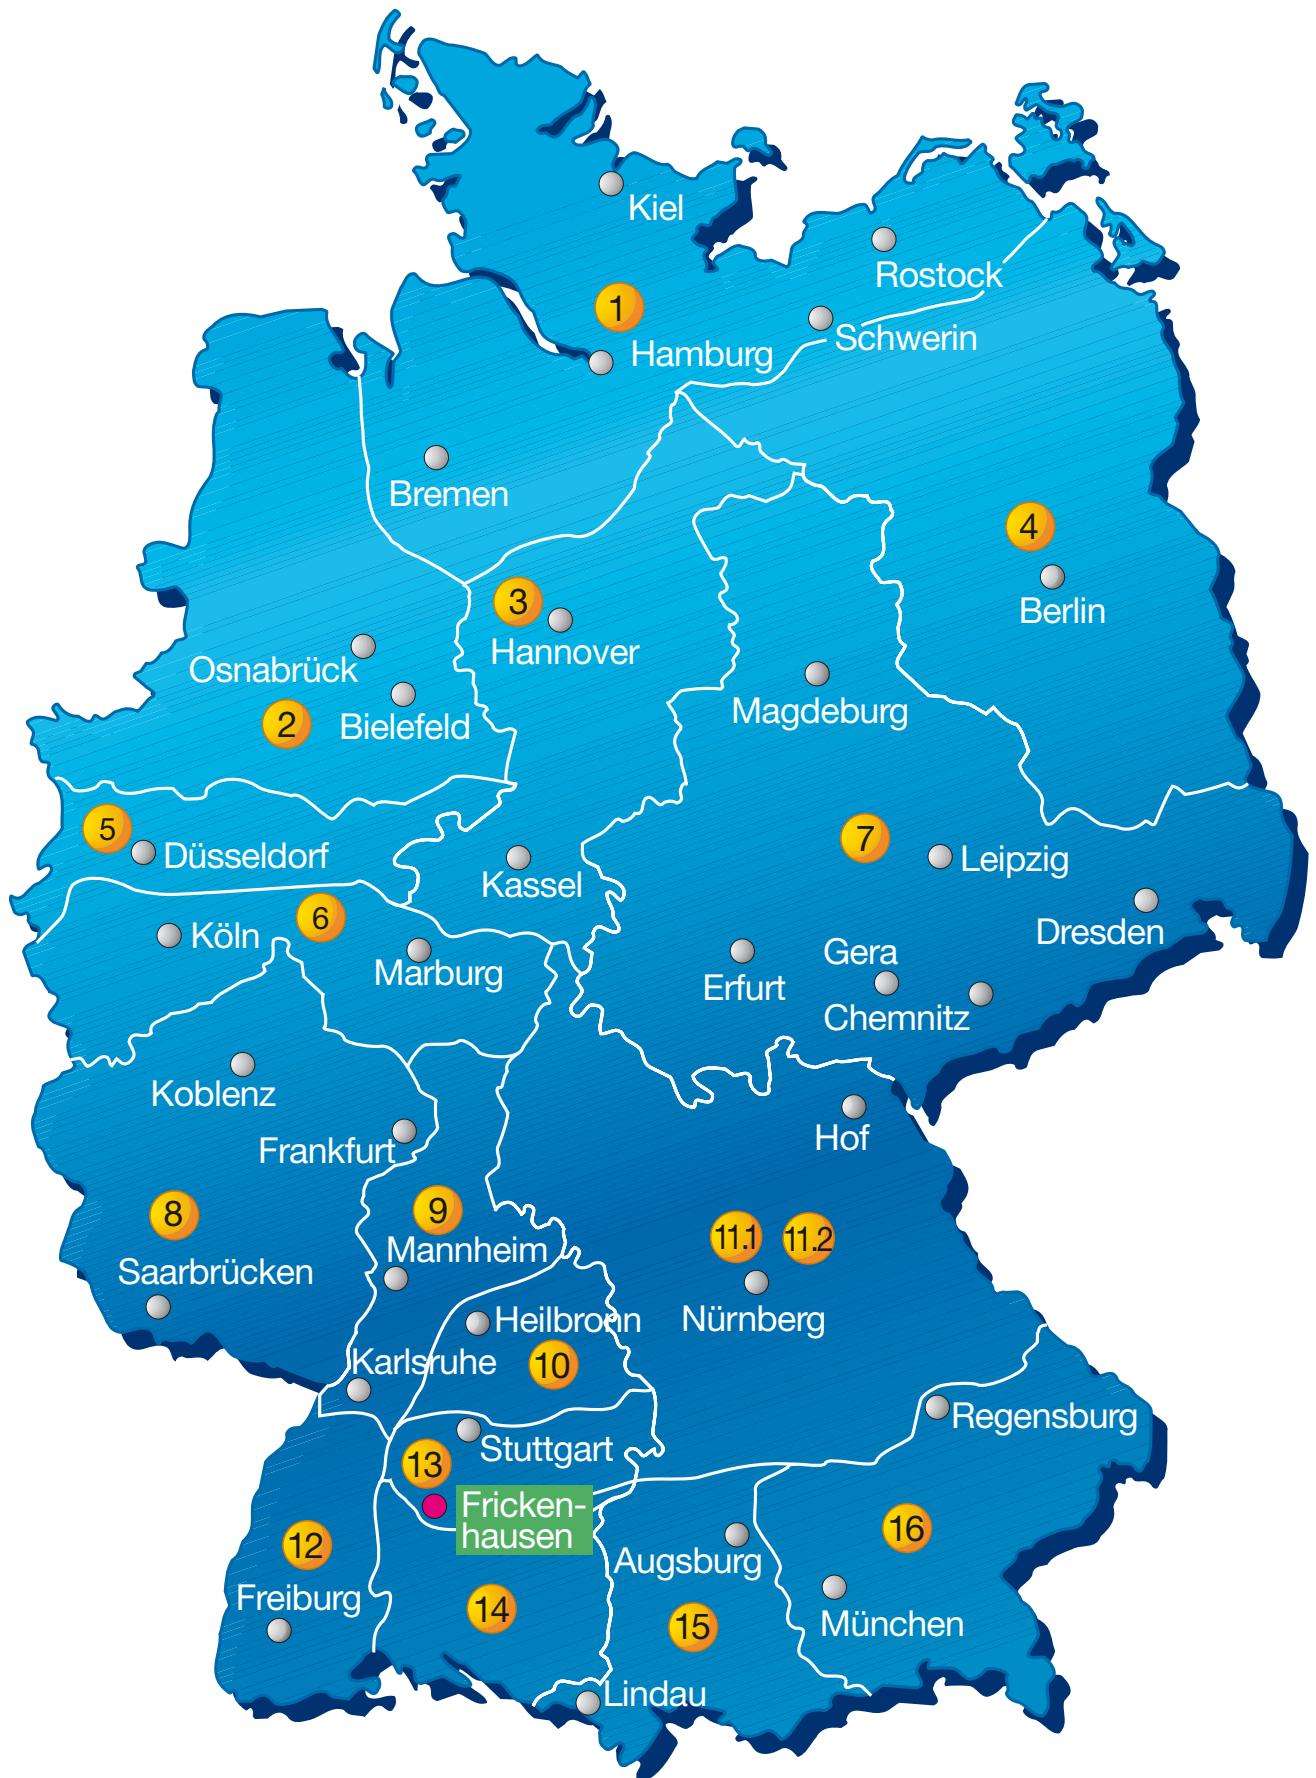 Kiel
Rostock
1
Schwerin
Hamburg
Bremen
4
3
Berlin
Hannover
Osnabrück
Magdeburg
2
Bielefeld
5
7
Düsseldorf
Leipzig
Kassel
6
Köln
Dresden
Marburg
Gera
Erfurt
Chemnitz
Koblenz
Hof
Frankfurt
8
9
11.1
11.2
Mannheim
Saarbrücken
Heilbronn
Nürnberg
Karlsruhe
10
Regensburg
Stuttgart
13
Fricken-
hausen
16
12
Augsburg
Freiburg
14
15
München
Lindau